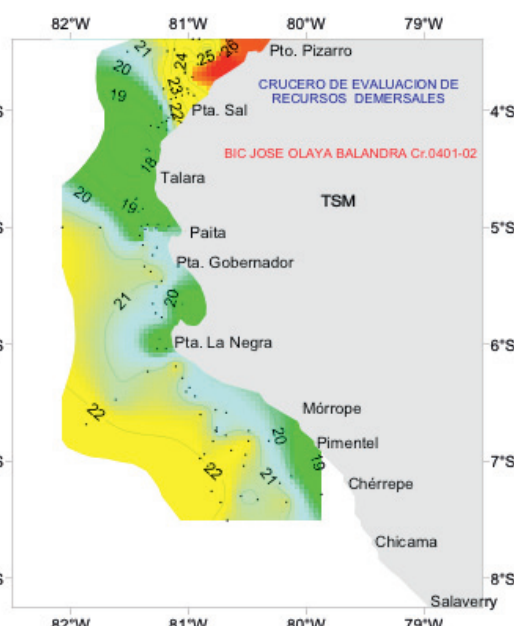 82°W 81°W 80°W 79°W
21
20
19
24
25
26
23
22
Pto. Pizarro
CRUCERO DE EVALUACION DE
RECURSOS DEMERSALES
4°S
Pta. Sal
BIC JOSE OLAYA BALANDRA Cr.0401-02
18
Talara
TSM
20
19
5°S
Paita
Pta. Gobernador
21
20
Pta. La Negra
6°S
22
Mórrope
20
Pimentel
19
7°S
22
21
Chérrepe
Chicama
8°S
Salaverry
82°W 81°W 80°W 79°W